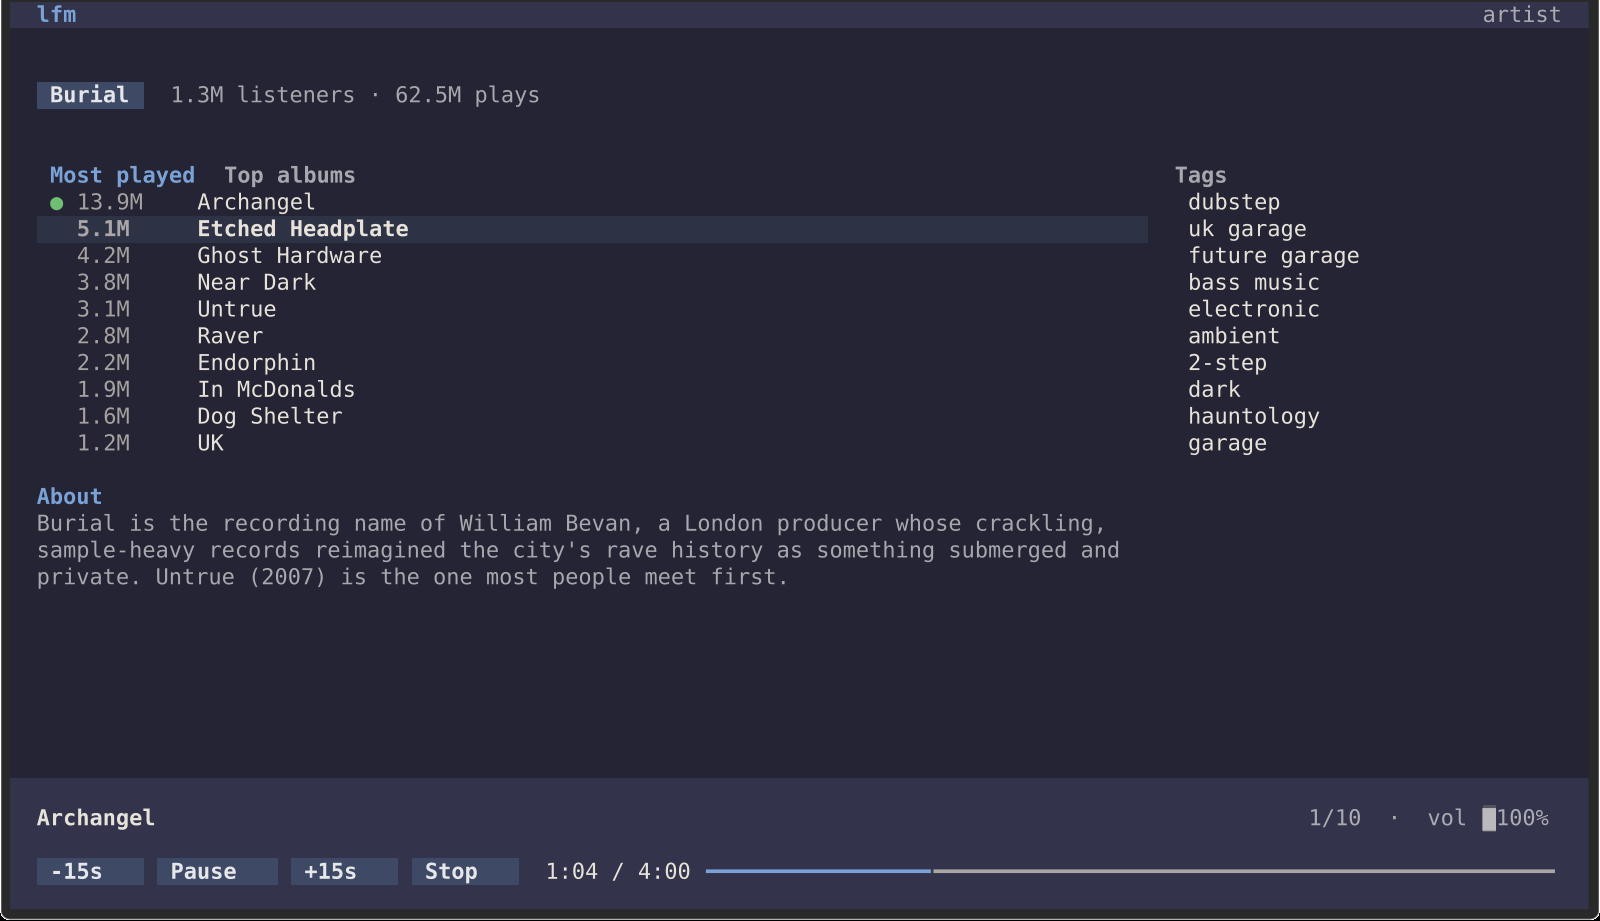 lfm artist
Burial 1.3M listeners · 62.5M plays
Most played Top albums Tags
13.9M Archangel dubstep
5.1M Etched Headplate uk garage
4.2M Ghost Hardware future garage
3.8M Near Dark bass music
3.1M Untrue electronic
2.8M Raver ambient
2.2M Endorphin 2-step
1.9M In McDonalds dark
1.6M Dog Shelter hauntology
1.2M UK garage
About
Burial is the recording name of William Bevan, a London producer whose crackling,
sample-heavy records reimagined the city's rave history as something submerged and
private. Untrue (2007) is the one most people meet first.
Archangel 1/10 · vol 100%
-15s Pause +15s Stop 1:04 / 4:00